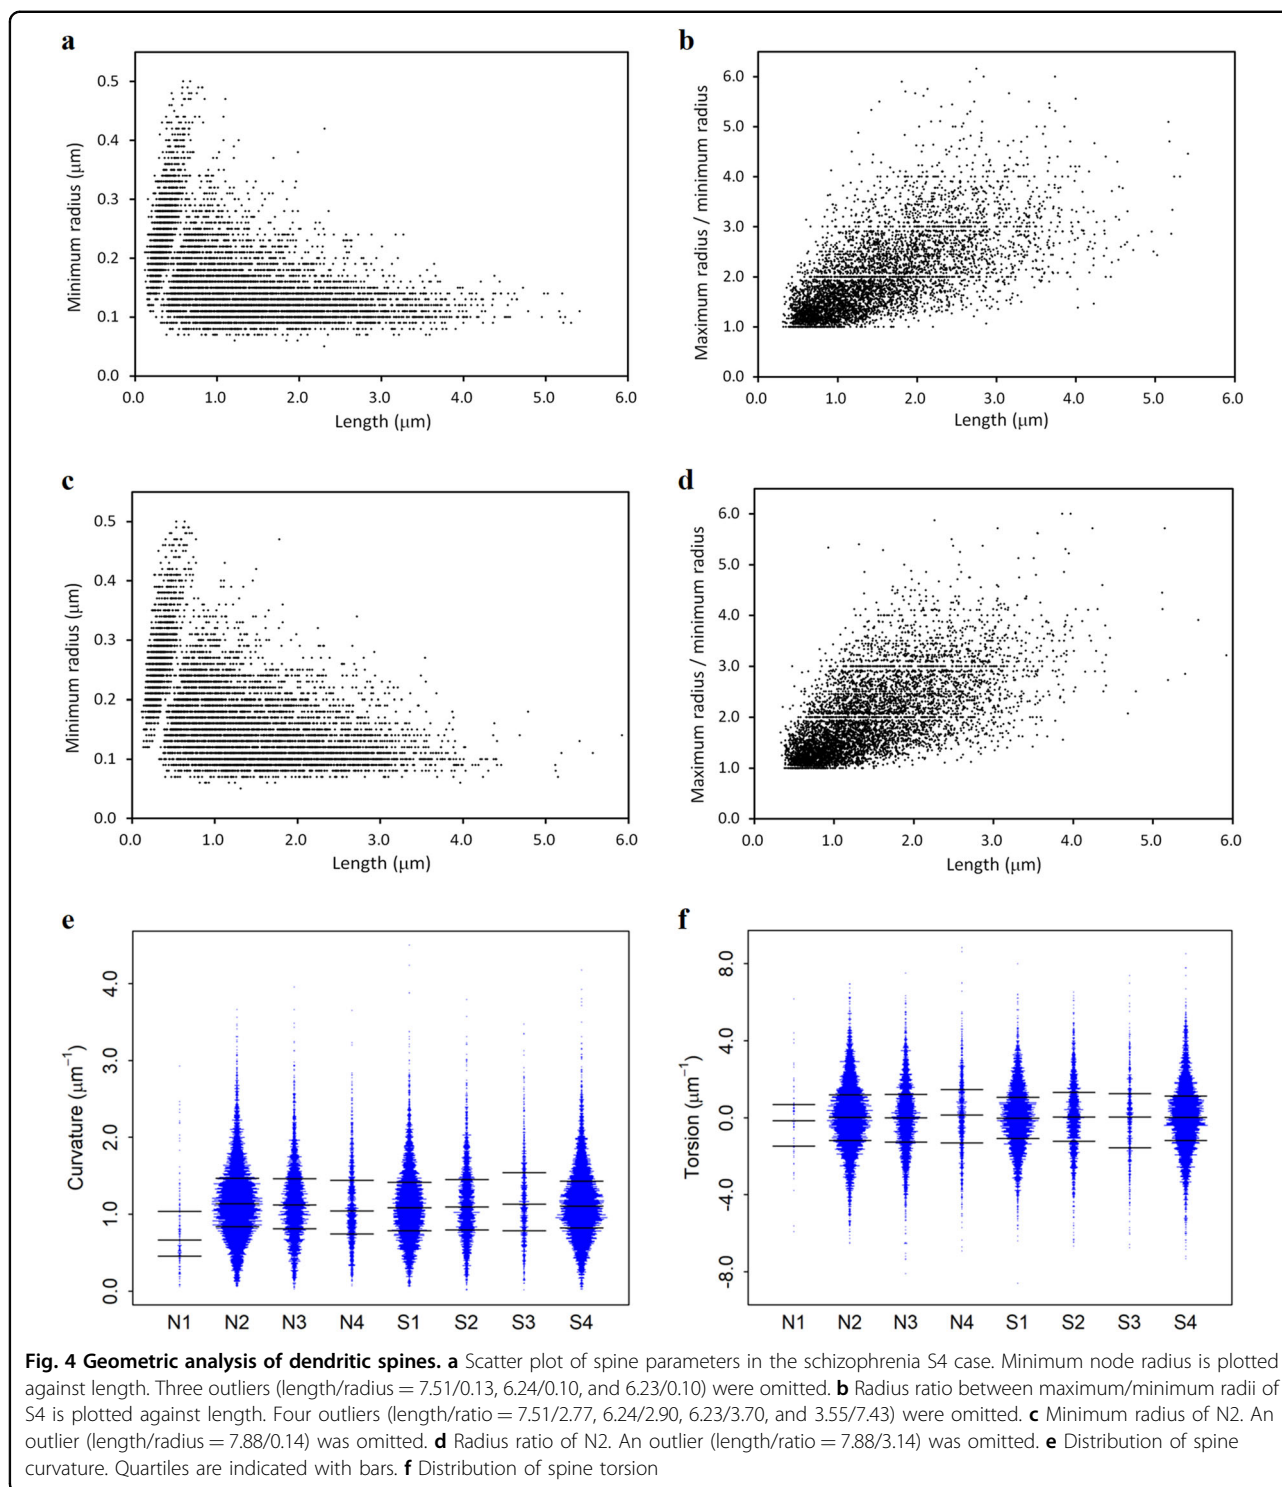 a
0.5
0.4
0.3
0.2
0.1
0.0
Minimum radius (μm)
0.0 1.0 2.0 3.0 4.0 5.0 6.0
Length (μm)
b
6.0
5.0
4.0
3.0
2.0
1.0
0.0
Maximum radius / minimum radius
0.0 1.0 2.0 3.0 4.0 5.0 6.0
Length (μm)
c
0.5
0.4
0.3
0.2
0.1
0.0
Minimum radius (μm)
0.0 1.0 2.0 3.0 4.0 5.0 6.0
Length (μm)
d
6.0
5.0
4.0
3.0
2.0
1.0
0.0
Maximum radius / minimum radius
0.0 1.0 2.0 3.0 4.0 5.0 6.0
Length (μm)
e
4.0
3.0
2.0
1.0
0.0
Curvature (μm⁻¹)
N1 N2 N3 N4 S1 S2 S3 S4
f
8.0
4.0
0.0
-4.0
-8.0
Torsion (μm⁻¹)
N1 N2 N3 N4 S1 S2 S3 S4
Fig. 4 Geometric analysis of dendritic spines. a Scatter plot of spine parameters in the schizophrenia S4 case. Minimum node radius is plotted
against length. Three outliers (length/radius = 7.51/0.13, 6.24/0.10, and 6.23/0.10) were omitted. b Radius ratio between maximum/minimum radii of
S4 is plotted against length. Four outliers (length/ratio = 7.51/2.77, 6.24/2.90, 6.23/3.70, and 3.55/7.43) were omitted. c Minimum radius of N2. An
outlier (length/radius = 7.88/0.14) was omitted. d Radius ratio of N2. An outlier (length/ratio = 7.88/3.14) was omitted. e Distribution of spine
curvature. Quartiles are indicated with bars. f Distribution of spine torsion